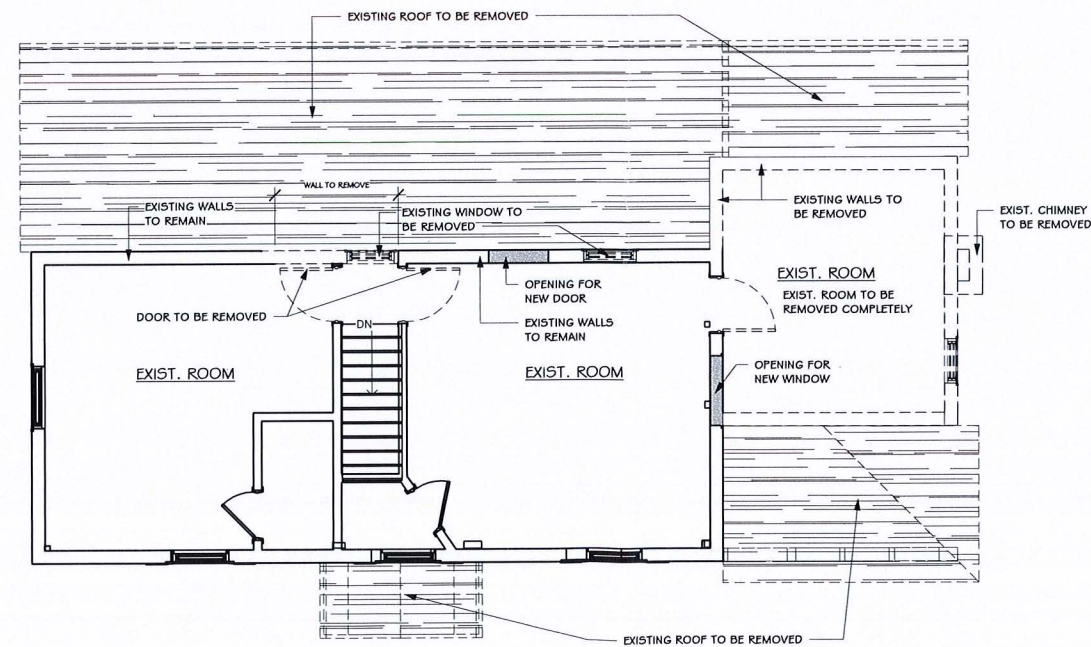 EXISTING ROOF TO BE REMOVED
WALL TO REMOVE
EXISTING WALLS
TO REMAIN
EXISTING WINDOW TO
BE REMOVED
EXISTING WALLS TO
BE REMOVED
EXIST. CHIMNEY
TO BE REMOVED
EXIST. ROOM
EXIST. ROOM TO BE
REMOVED COMPLETELY
OPENING FOR
NEW DOOR
DOOR TO BE REMOVED
DN
EXISTING WALLS
TO REMAIN
EXIST. ROOM
EXIST. ROOM
OPENING FOR
NEW WINDOW
EXISTING ROOF TO BE REMOVED